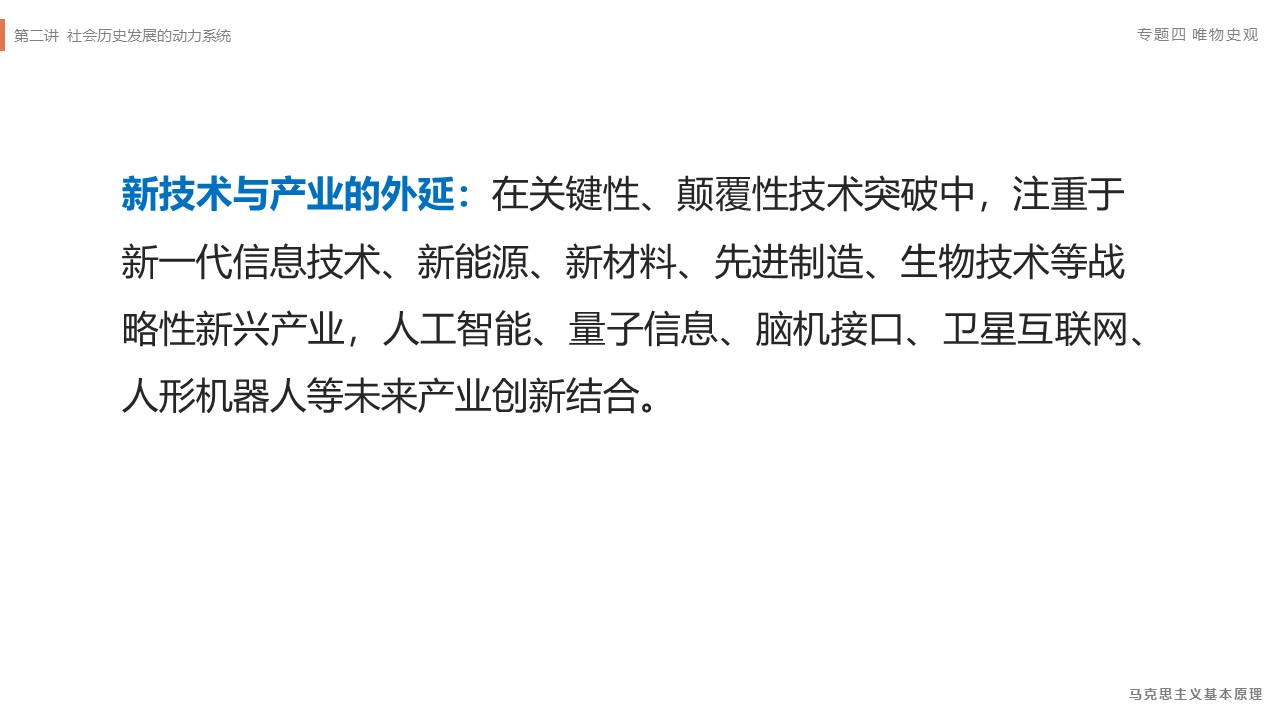 第二讲 社会历史发展的动力系统
专题四 唯物史观
新技术与产业的外延：在关键性、颠覆性技术突破中，注重于
新一代信息技术、新能源、新材料、先进制造、生物技术等战
略性新兴产业，人工智能、量子信息、脑机接口、卫星互联网、
人形机器人等未来产业创新结合。
马克思主义基本原理